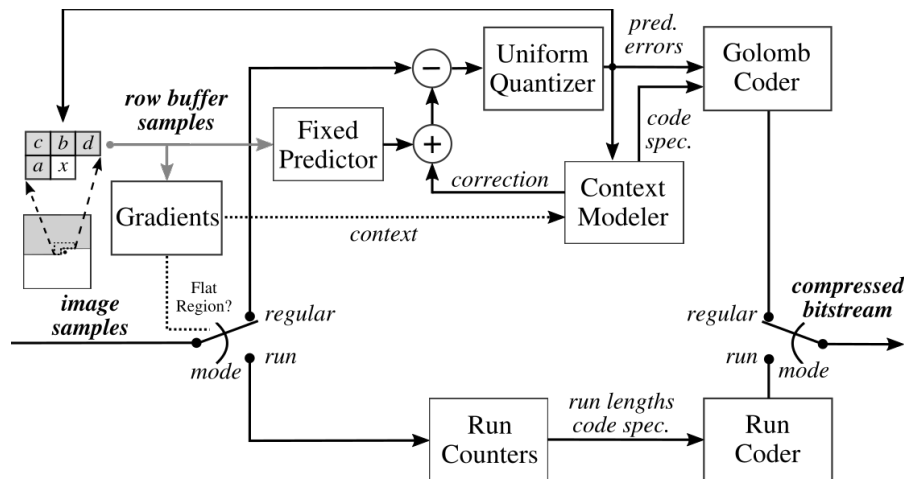 pred.
errors
Uniform
Quantizer
Golomb
Coder
row buffer
samples
−
c b d
a x
Fixed
Predictor
+
code
spec.
correction
Context
Modeler
Gradients
context
Flat
Region?
image
samples
regular
run
mode
compressed
bitstream
regular
run
mode
Run
Counters
run lengths
code spec.
Run
Coder